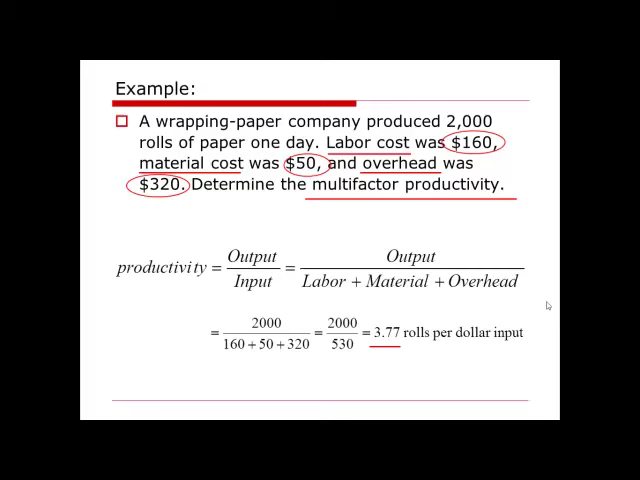 Example:
A wrapping-paper company produced 2,000
rolls of paper one day. Labor cost was $160,
material cost was $50, and overhead was
$320. Determine the multifactor productivity.
productivity = Output / Input = Output / (Labor + Material + Overhead)
= 2000 / (160 + 50 + 320) = 2000 / 530 = 3.77 rolls per dollar input